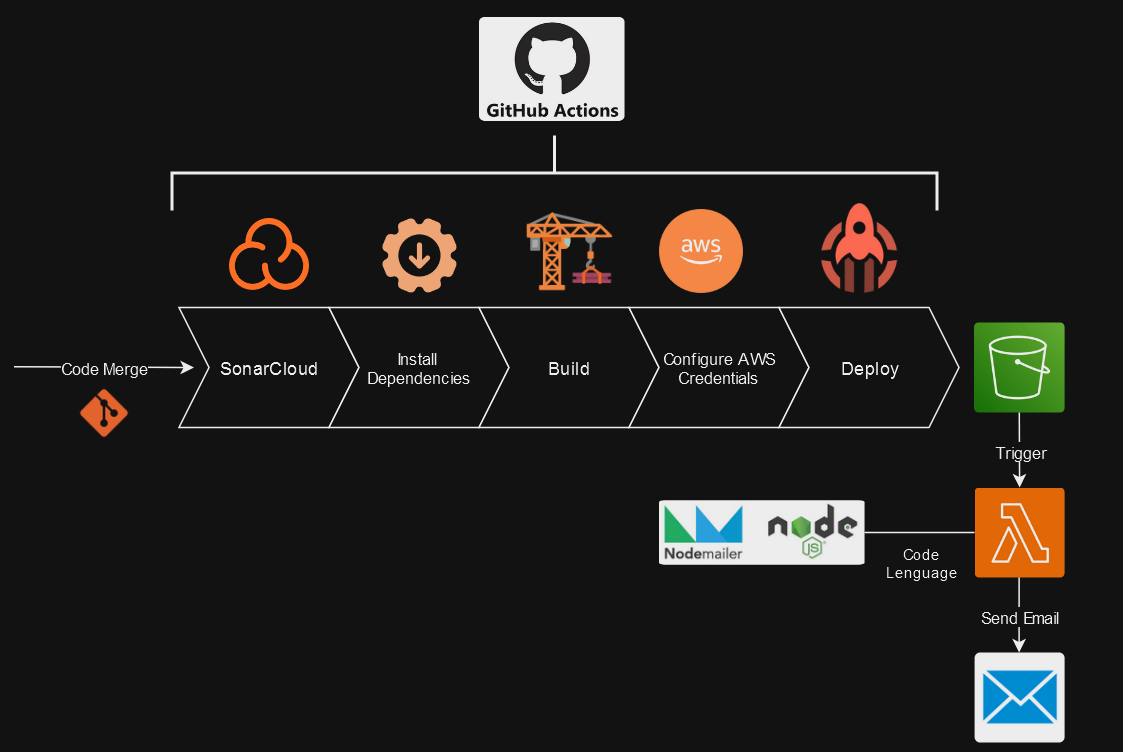 GitHub Actions
aws
Code Merge
SonarCloud
Install
Dependencies
Build
Configure AWS
Credentials
Deploy
Trigger
Nodemailer
node
JS
Code
Lenguage
Send Email